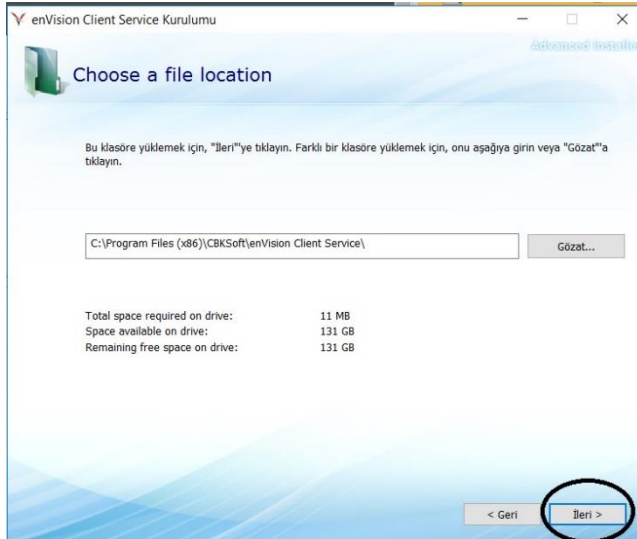 enVision Client Service Kurulumu
Advanced Installer
Choose a file location
Bu klasöre yüklemek için, "İleri"'ye tıklayın. Farklı bir klasöre yüklemek için, onu aşağıya girin veya "Gözat"'a
tıklayın.
C:\Program Files (x86)\CBKSoft\enVision Client Service\
Gözat...
Total space required on drive: 11 MB
Space available on drive: 131 GB
Remaining free space on drive: 131 GB
< Geri İleri >